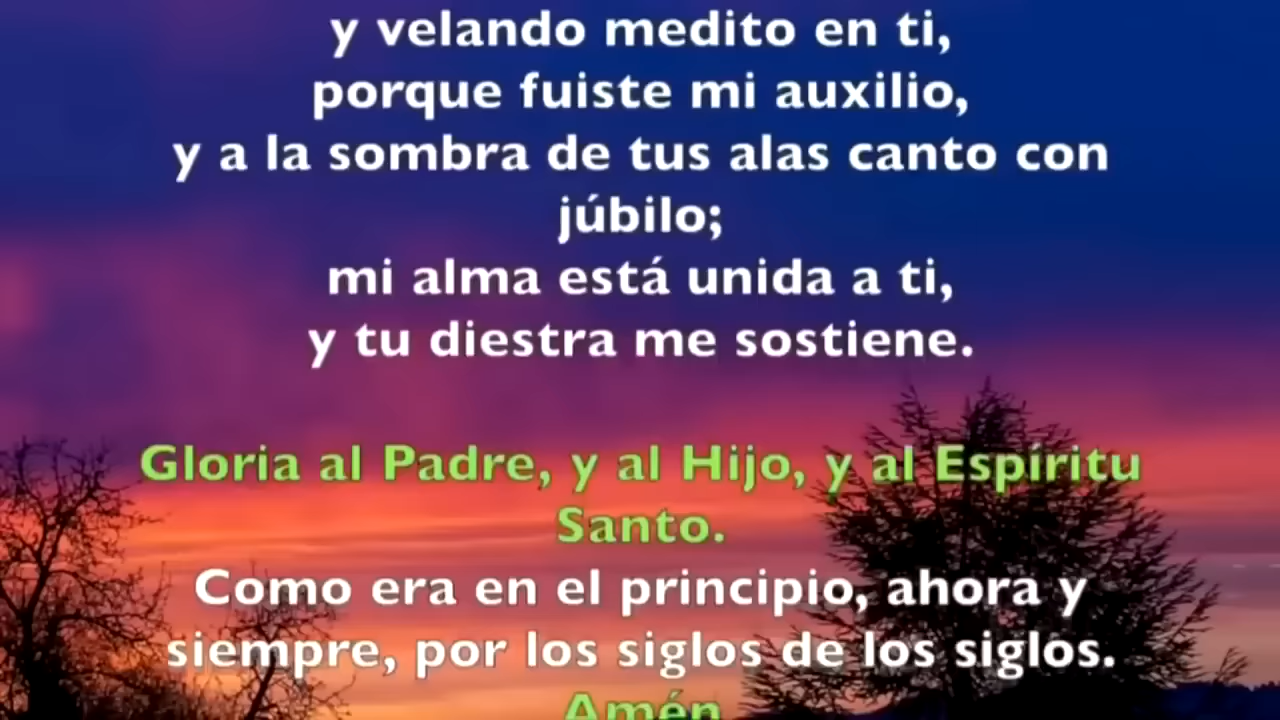 y velando medito en ti,
porque fuiste mi auxilio,
y a la sombra de tus alas canto con
júbilo;
mi alma está unida a ti,
y tu diestra me sostiene.
Gloria al Padre, y al Hijo, y al Espíritu
Santo.
Como era en el principio, ahora y
siempre, por los siglos de los siglos.
Amén